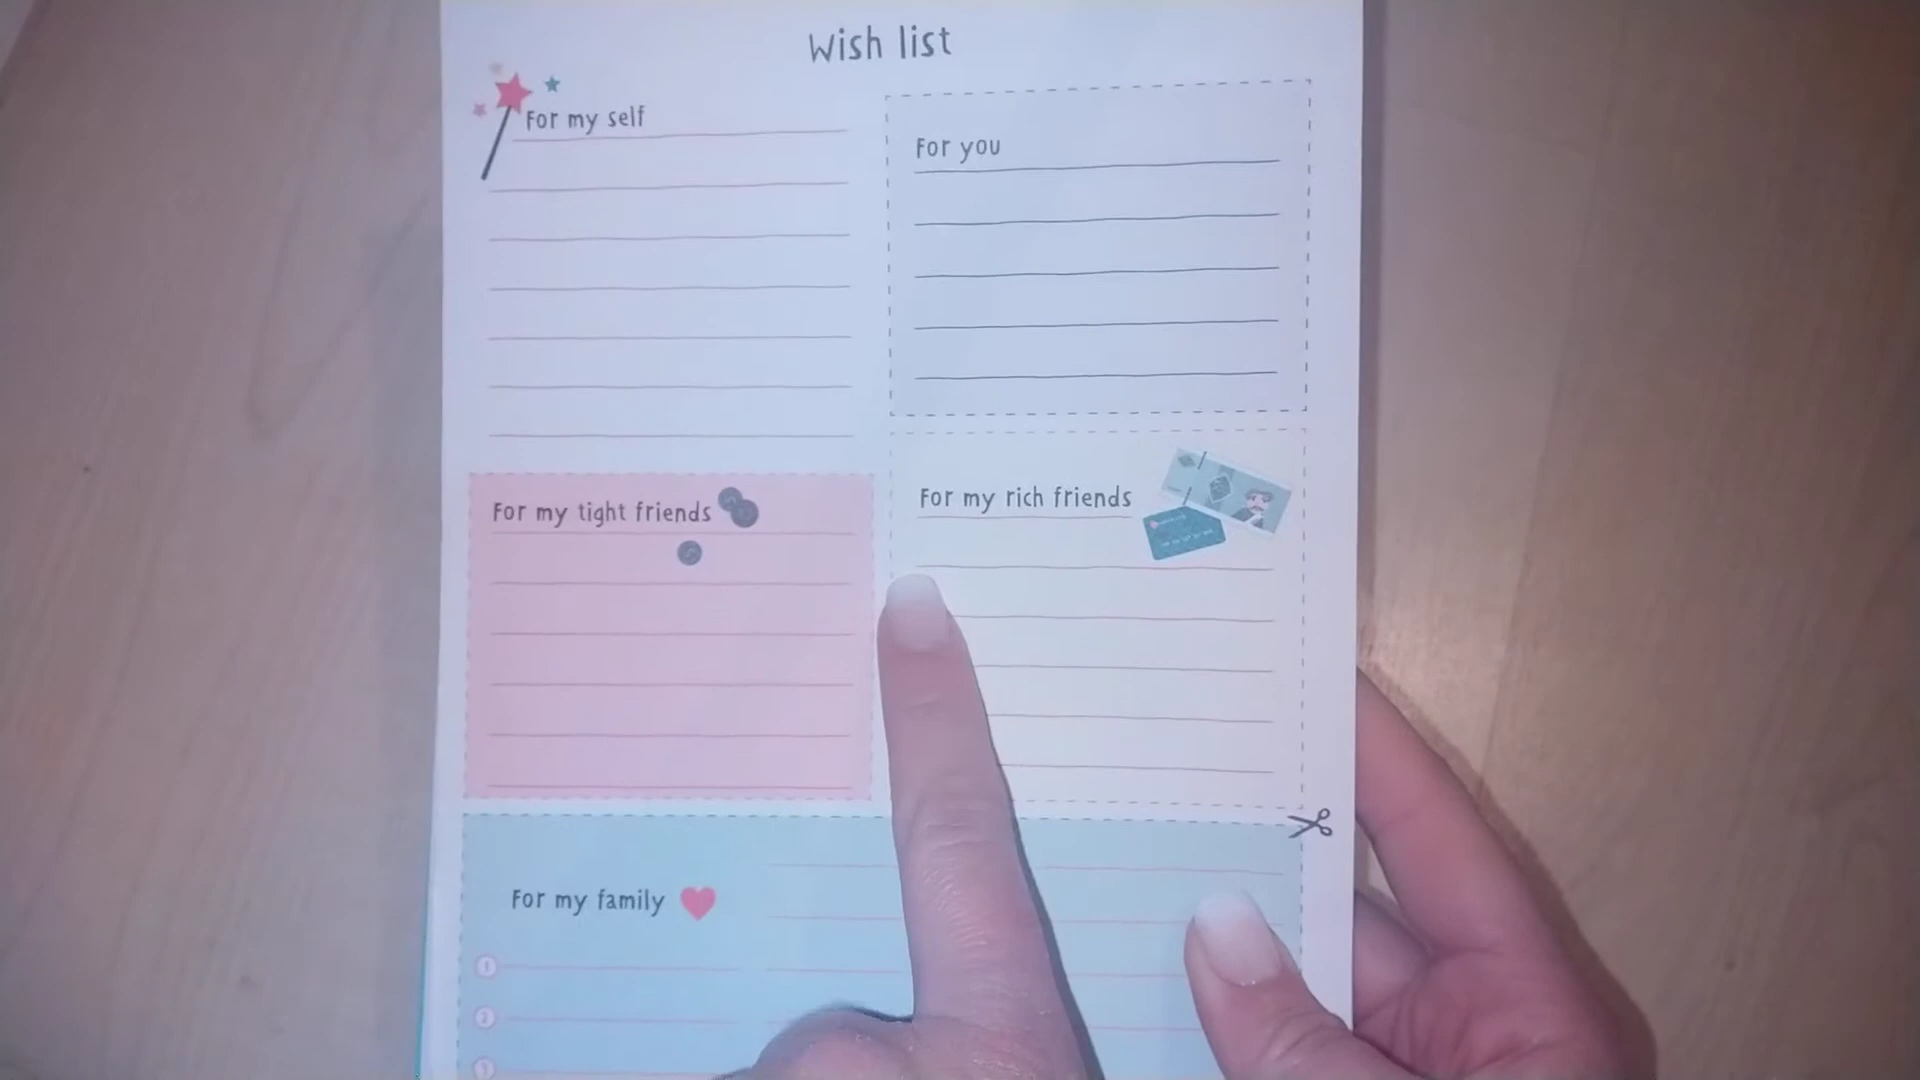 Wish list
For my self
For you
For my tight friends
For my rich friends
For my family
1
2
3